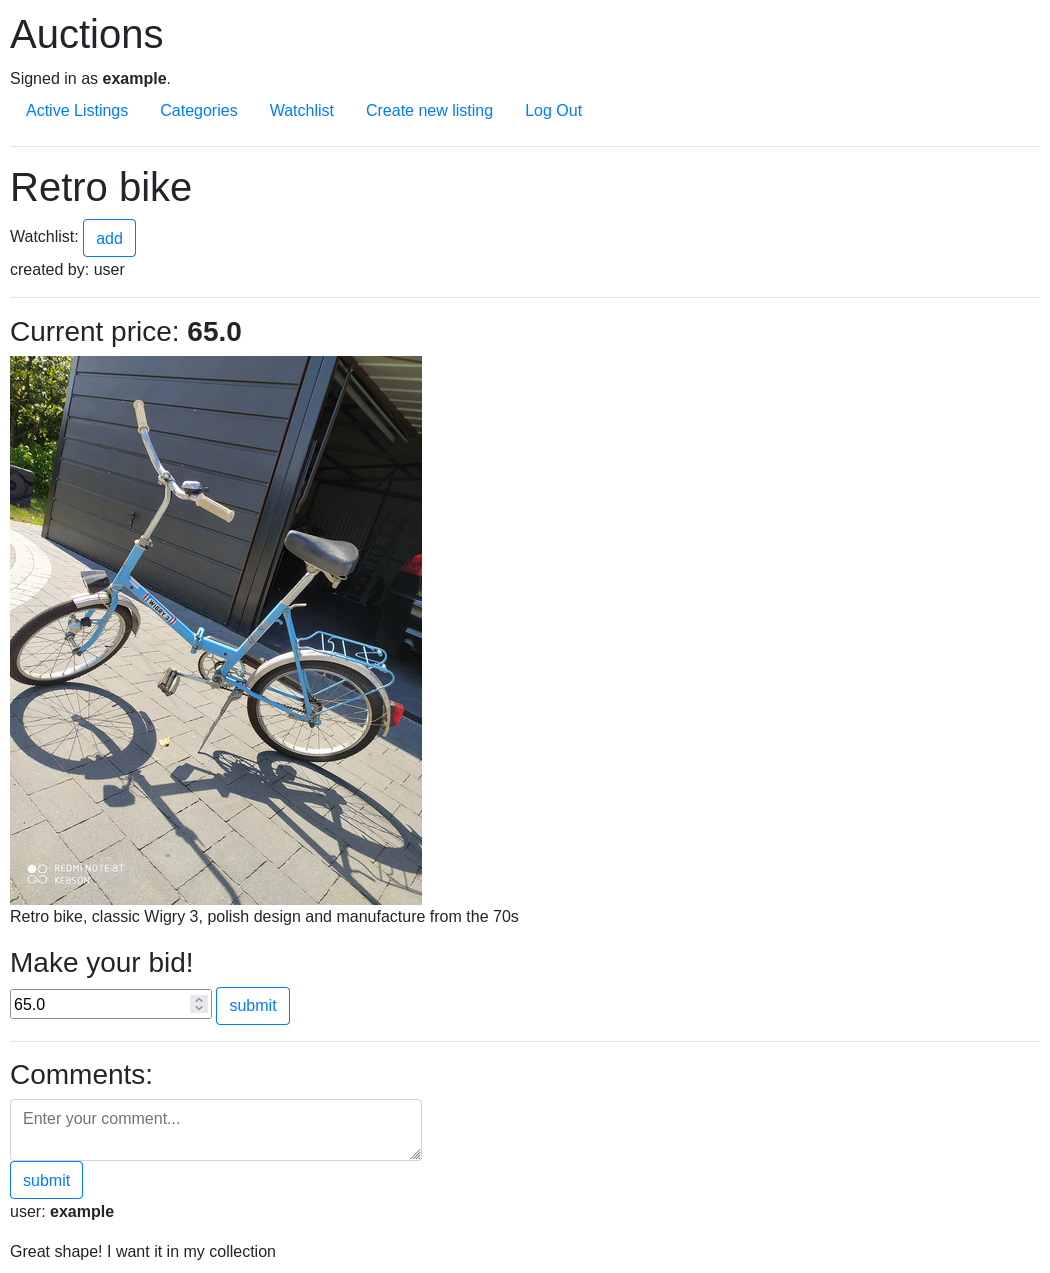 Auctions
Signed in as example.
Active Listings Categories Watchlist Create new listing Log Out
Retro bike
Watchlist: add
created by: user
Current price: 65.0
WIGRY 3
REDMI NOTE 8T
KEBSOM
Retro bike, classic Wigry 3, polish design and manufacture from the 70s
Make your bid!
65.0 submit
Comments:
Enter your comment...
submit
user: example
Great shape! I want it in my collection